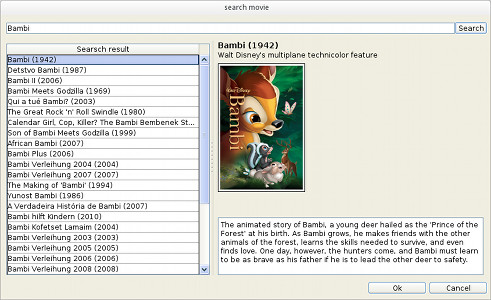 search movie
Bambi
Search
Searsch result
Bambi (1942)
Detstvo Bambi (1987)
Bambi II (2006)
Bambi Meets Godzilla (1969)
Qui a tué Bambi? (2003)
The Great Rock 'n' Roll Swindle (1980)
Calendar Girl, Cop, Killer? The Bambi Bembenek St...
Son of Bambi Meets Godzilla (1999)
African Bambi (2007)
Bambi Plus (2006)
Bambi Verleihung 2004 (2004)
Bambi Verleihung 2007 (2007)
The Making of 'Bambi' (1994)
Yunost Bambi (1986)
A Verdadeira História de Bambi (2007)
Bambi hilft Kindern (2010)
Bambi Kofetset Lamaim (2004)
Bambi Verleihung 2003 (2003)
Bambi Verleihung 2005 (2005)
Bambi Verleihung 2006 (2006)
Bambi Verleihung 2008 (2008)
Bambi (1942)
Walt Disney's multiplane technicolor feature
Bambi
The animated story of Bambi, a young deer hailed as the 'Prince of the
Forest' at his birth. As Bambi grows, he makes friends with the other
animals of the forest, learns the skills needed to survive, and even
finds love. One day, however, the hunters come, and Bambi must learn
to be as brave as his father if he is to lead the other deer to safety.
Ok
Cancel